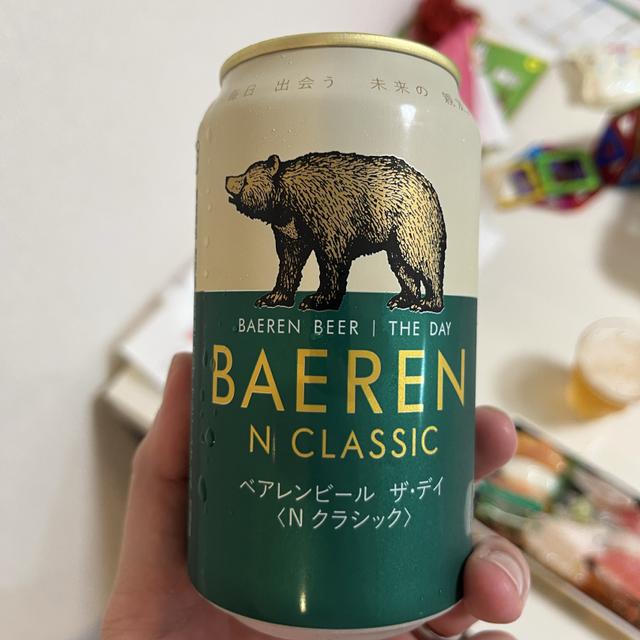 毎日 出会う 未来の
BAEREN BEER | THE DAY
BAEREN
N CLASSIC
ベアレンビール ザ・デイ
〈N クラシック〉